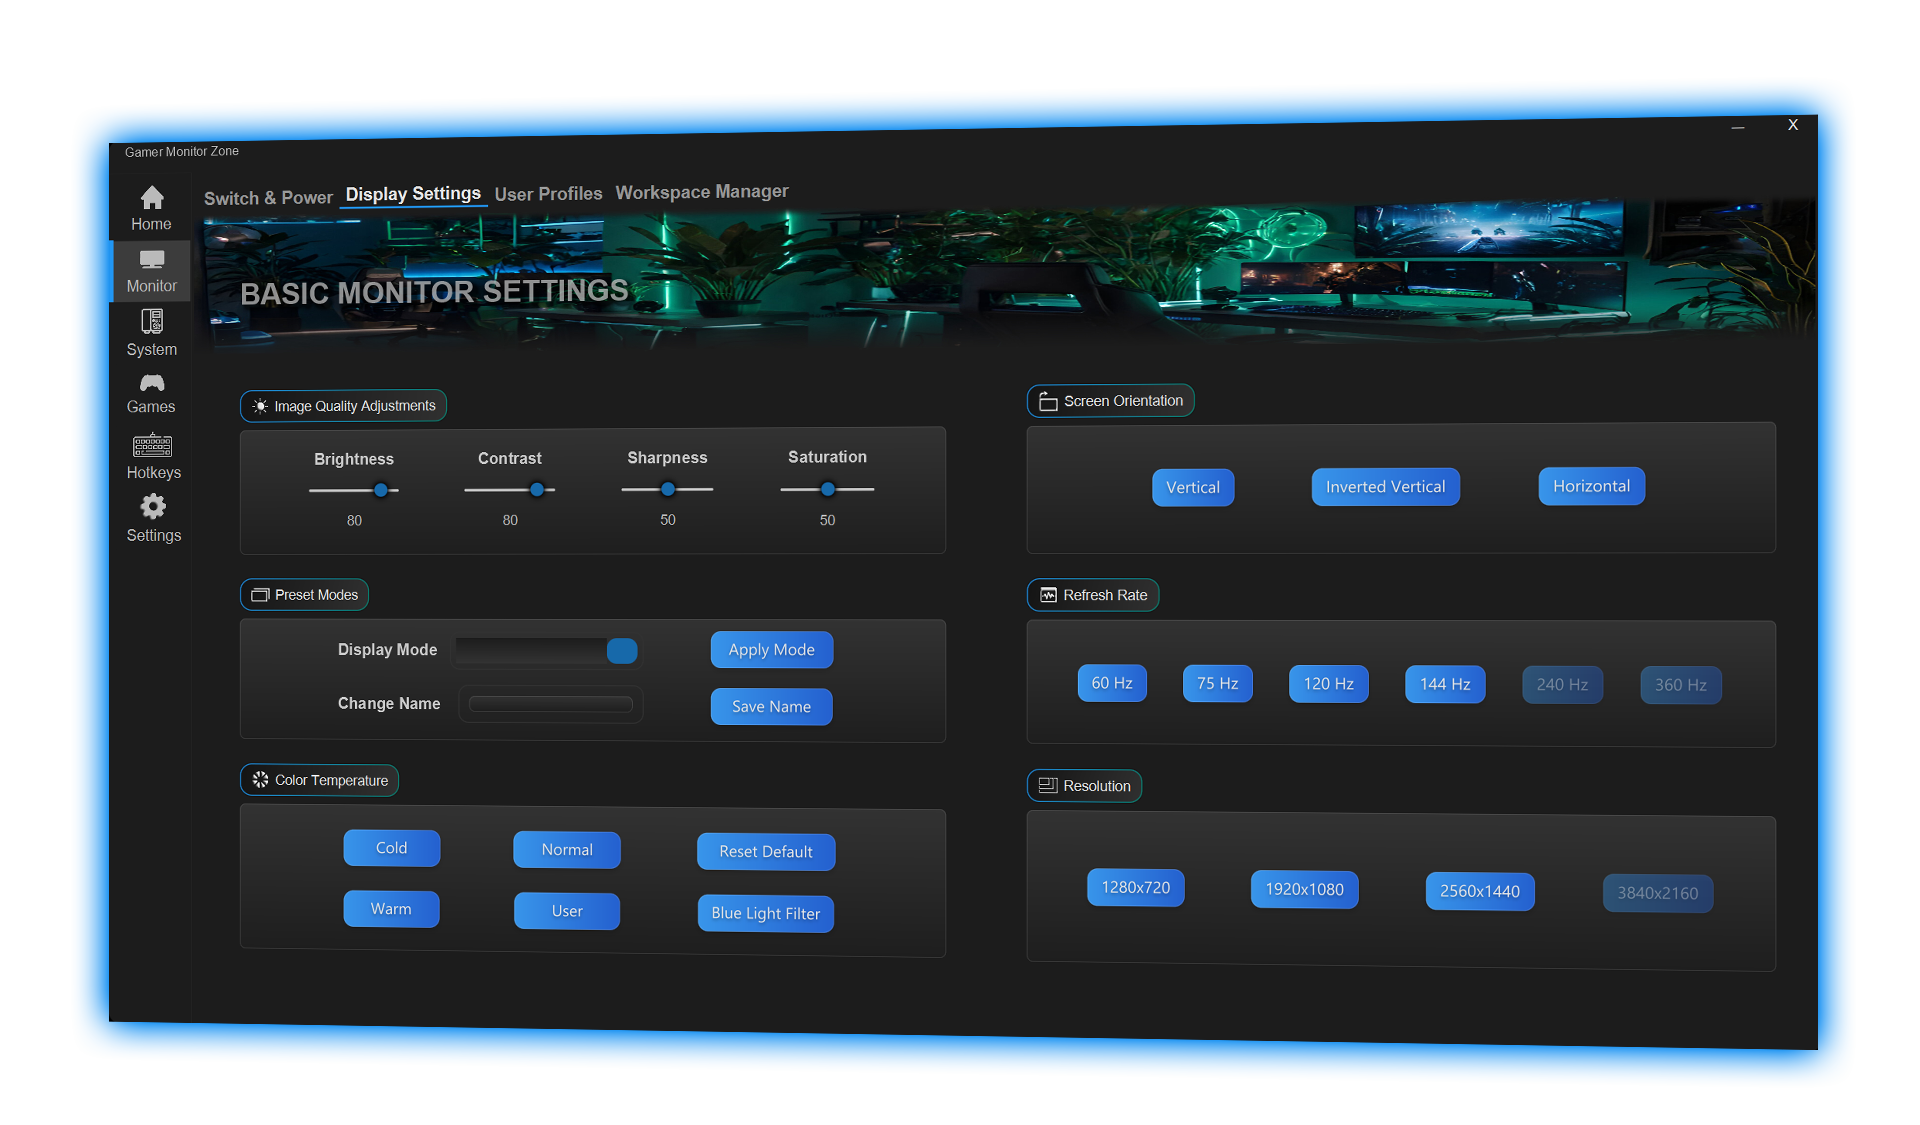 Gamer Monitor Zone
X
Home
Monitor
System
Games
Hotkeys
Settings
Switch & Power Display Settings User Profiles Workspace Manager
BASIC MONITOR SETTINGS
Image Quality Adjustments
Brightness Contrast Sharpness Saturation
80 80 50 50
Preset Modes
Display Mode Apply Mode
Change Name Save Name
Color Temperature
Cold Normal Reset Default
Warm User Blue Light Filter
Screen Orientation
Vertical Inverted Vertical Horizontal
Refresh Rate
60 Hz 75 Hz 120 Hz 144 Hz 240 Hz 360 Hz
Resolution
1280x720 1920x1080 2560x1440 3840x2160